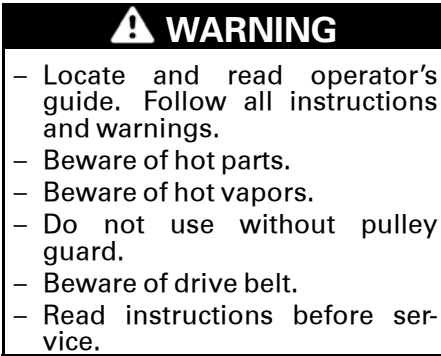 WARNING
– Locate and read operator's
guide. Follow all instructions
and warnings.
– Beware of hot parts.
– Beware of hot vapors.
– Do not use without pulley
guard.
– Beware of drive belt.
– Read instructions before ser-
vice.